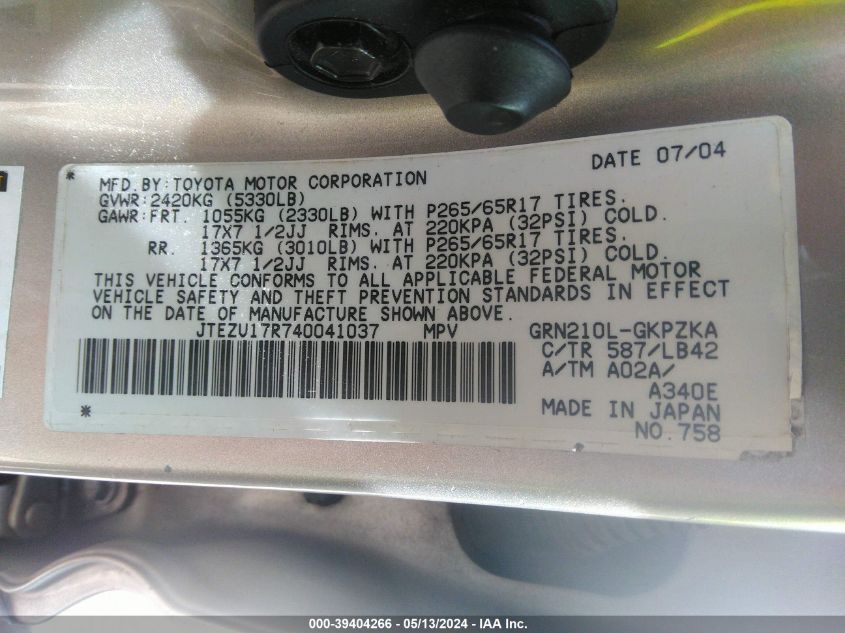 DATE 07/04
* MFD. BY: TOYOTA MOTOR CORPORATION
GVWR: 2420KG (5330LB)
GAWR: FRT. 1055KG (2330LB) WITH P265/65R17 TIRES.
17X7 1/2JJ RIMS. AT 220KPA (32PSI) COLD.
RR. 1365KG (3010LB) WITH P265/65R17 TIRES.
17X7 1/2JJ RIMS. AT 220KPA (32PSI) COLD.
THIS VEHICLE CONFORMS TO ALL APPLICABLE FEDERAL MOTOR
VEHICLE SAFETY AND THEFT PREVENTION STANDARDS IN EFFECT
ON THE DATE OF MANUFACTURE SHOWN ABOVE.
JTEZU17R740041037 MPV GRN210L-GKPZKA
C/TR 587/LB42
A/TM A02A/
A340E
* MADE IN JAPAN
NO. 758
000-39404266 - 05/13/2024 - IAA Inc.